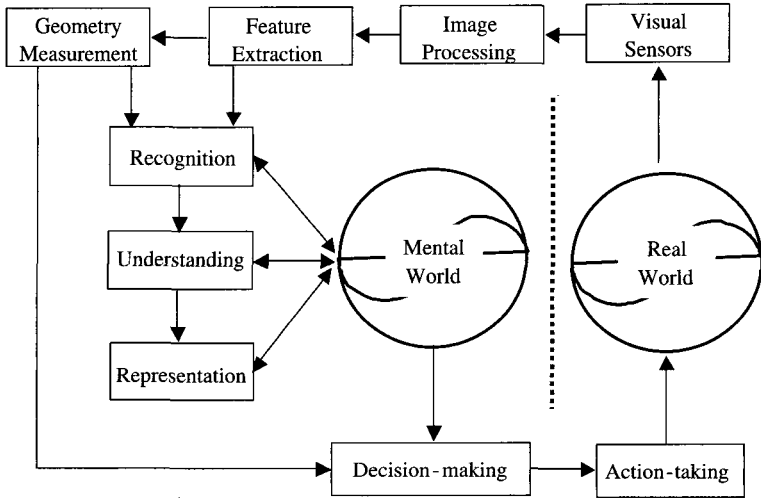 Geometry
Measurement
Feature
Extraction
Image
Processing
Visual
Sensors
Recognition
Understanding
Representation
Mental
World
Real
World
Decision-making
Action-taking